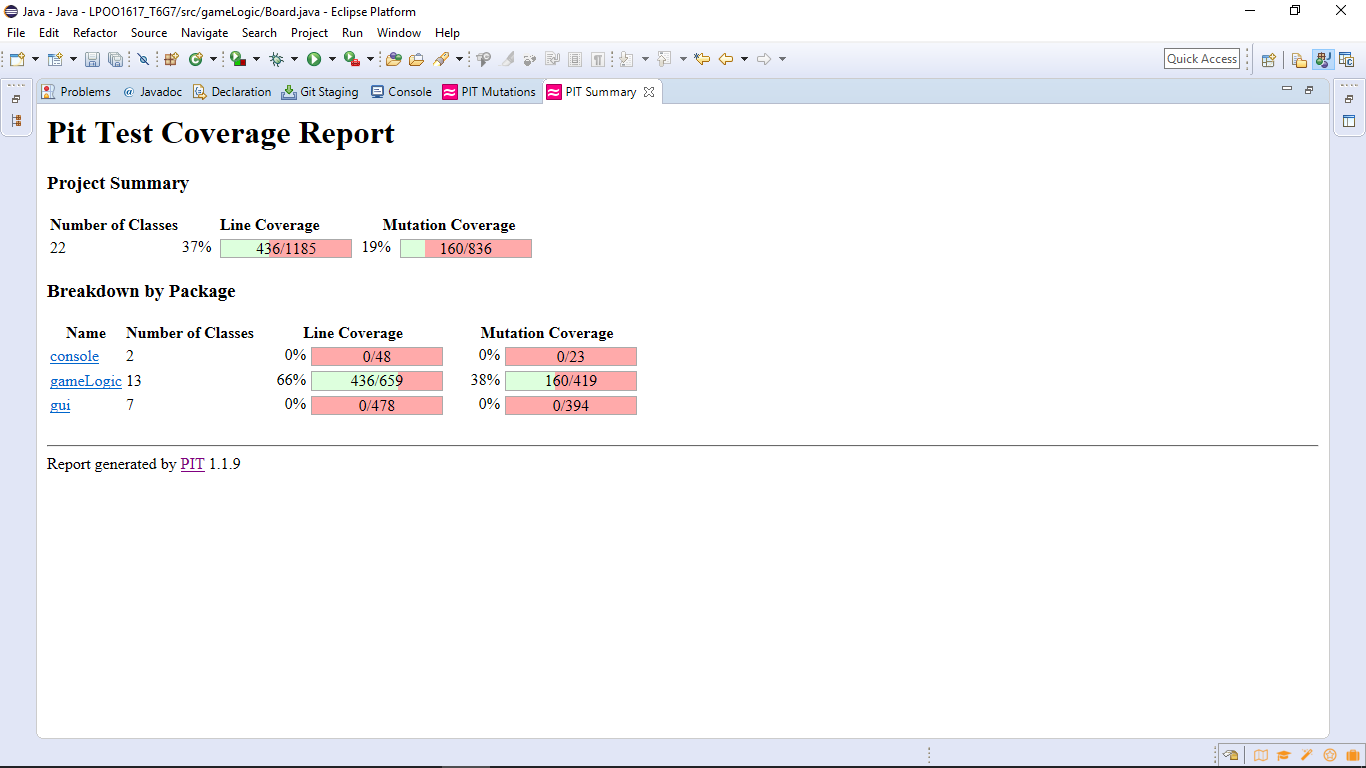 Java - Java - LPOO1617_T6G7/src/gameLogic/Board.java - Eclipse Platform
File Edit Refactor Source Navigate Search Project Run Window Help
Quick Access
Problems @ Javadoc Declaration Git Staging Console PIT Mutations PIT Summary
Pit Test Coverage Report
Project Summary
Number of Classes Line Coverage Mutation Coverage
22 37% 436/1185 19% 160/836
Breakdown by Package
Name Number of Classes Line Coverage Mutation Coverage
console 2 0% 0/48 0% 0/23
gameLogic 13 66% 436/659 38% 160/419
gui 7 0% 0/478 0% 0/394
Report generated by PIT 1.1.9